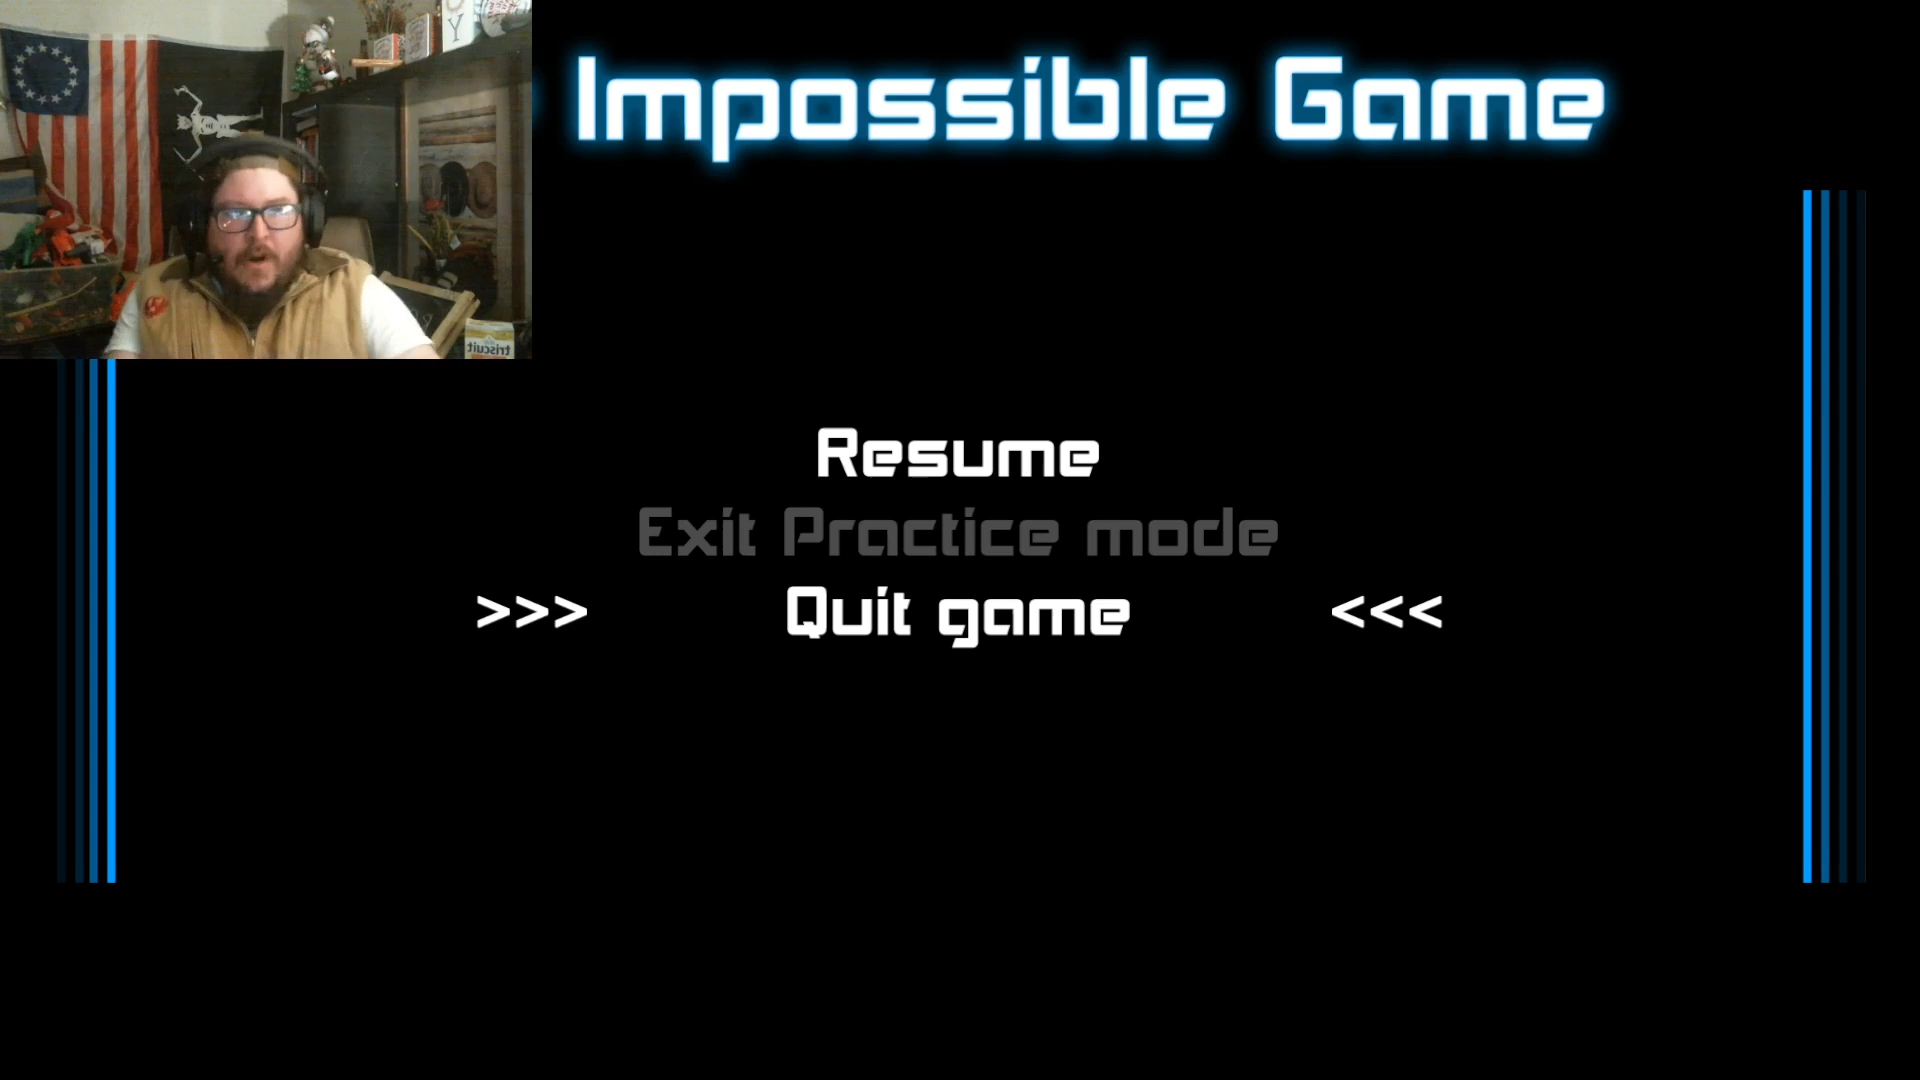 Y
Impossible Game
triscuit
Resume
Exit Practice mode
>>> Quit game <<<